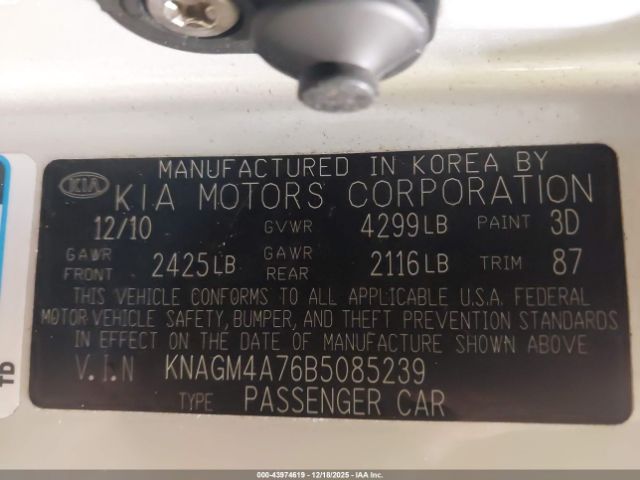 MANUFACTURED IN KOREA BY
KIA KIA MOTORS CORPORATION
12/10 GVWR 4299LB PAINT 3D
GAWR FRONT 2425LB GAWR REAR 2116LB TRIM 87
THIS VEHICLE CONFORMS TO ALL APPLICABLE U.S.A. FEDERAL
MOTOR VEHICLE SAFETY, BUMPER, AND THEFT PREVENTION STANDARDS
IN EFFECT ON THE DATE OF MANUFACTURE SHOWN ABOVE
V.I.N KNAGM4A76B5085239
TYPE PASSENGER CAR
000-43974619 - 12/18/2025 - IAAI, Inc.